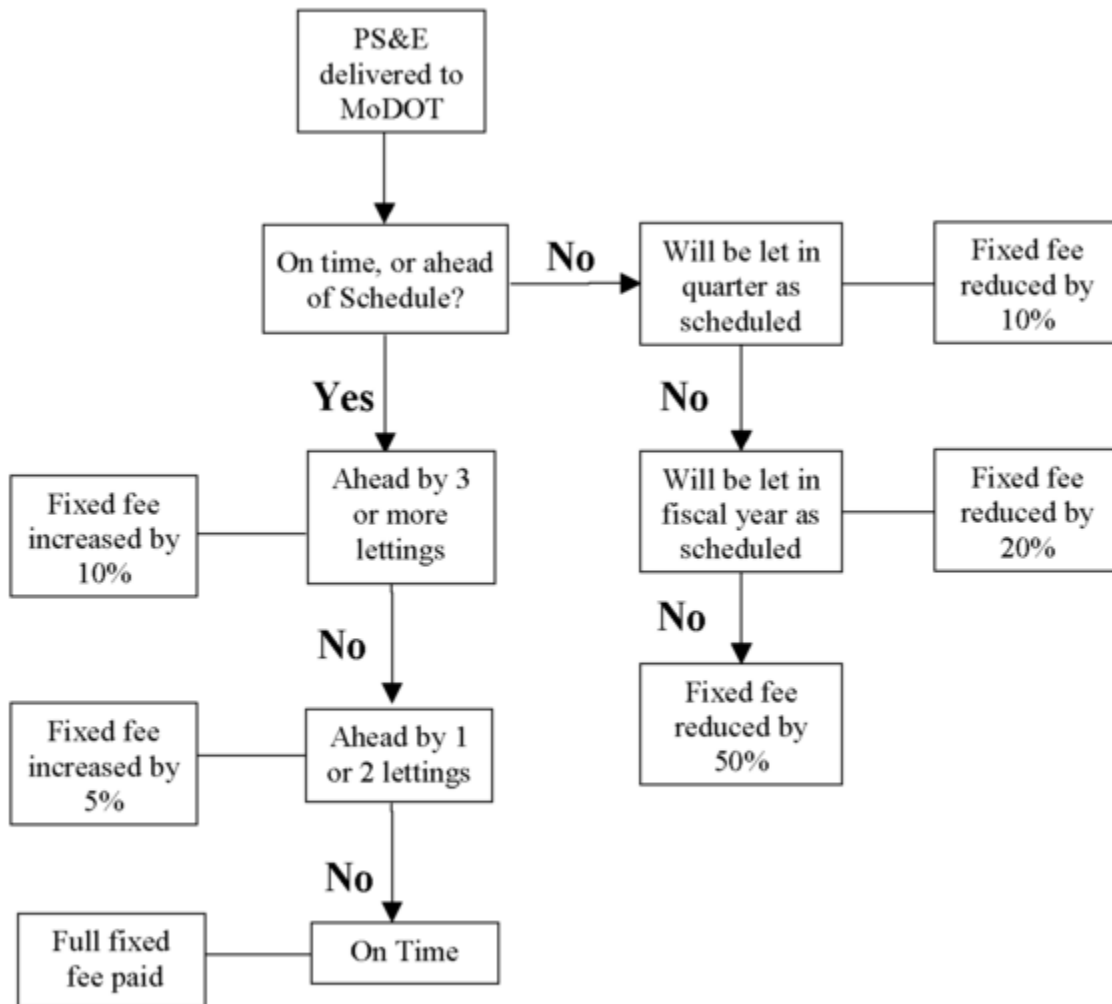 PS&E
delivered to
MoDOT
On time, or ahead
of Schedule?
No
Will be let in
quarter as
scheduled
Fixed fee
reduced by
10%
Yes
No
Ahead by 3
or more
lettings
Fixed fee
increased by
10%
Will be let in
fiscal year as
scheduled
Fixed fee
reduced by
20%
No
No
Fixed fee
reduced by
50%
Ahead by 1
or 2 lettings
Fixed fee
increased by
5%
No
On Time
Full fixed
fee paid